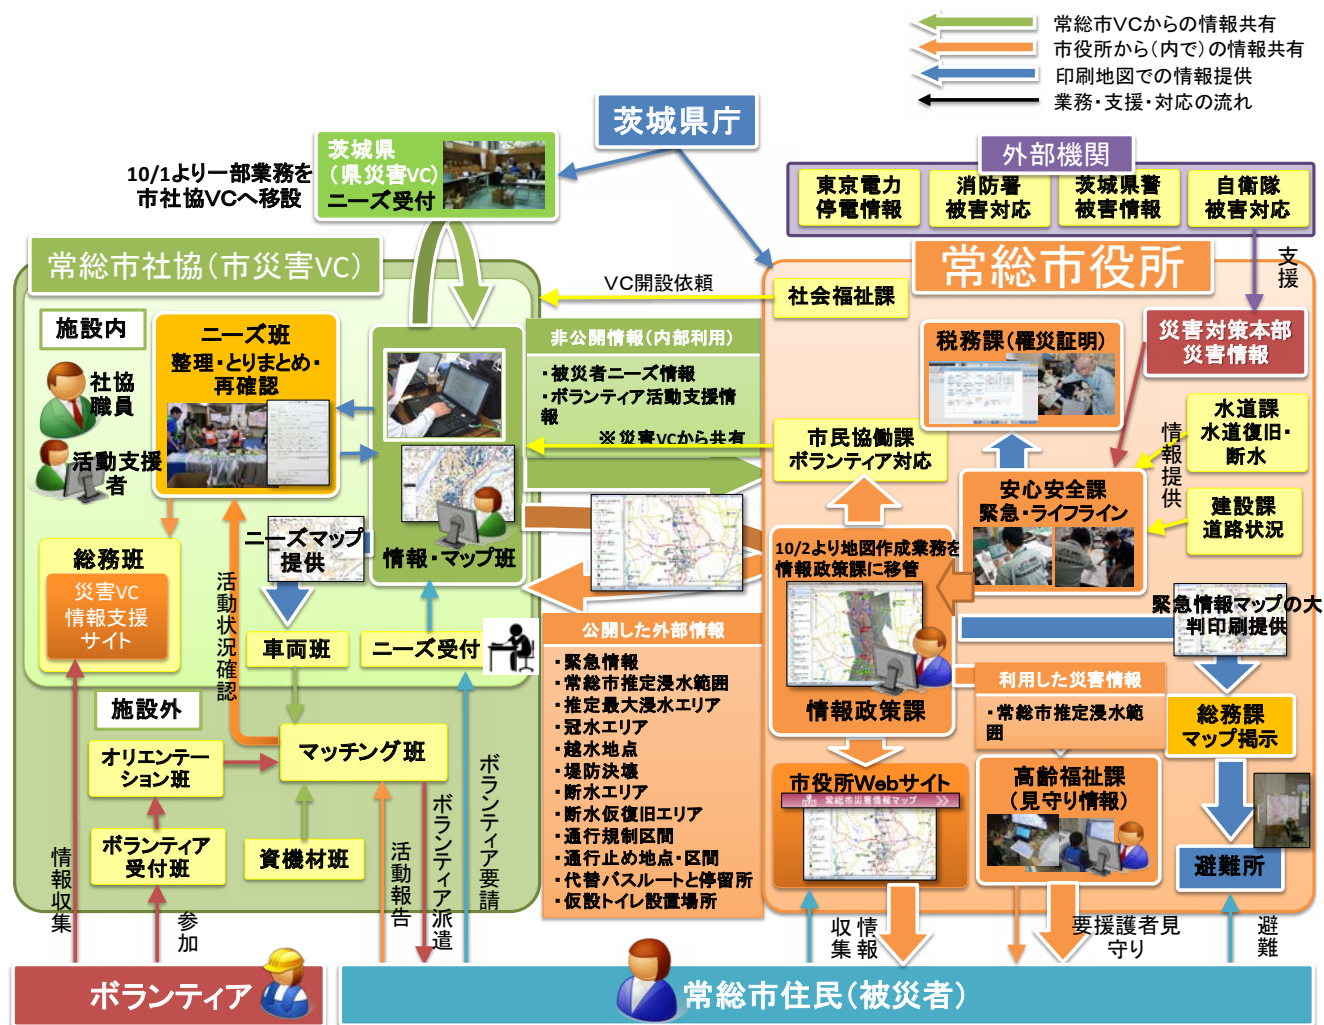 常総市VCからの情報共有
市役所から(内で)の情報共有
印刷地図での情報提供
業務・支援・対応の流れ
茨城県庁
茨城県
(県災害VC)
ニーズ受付
10/1より一部業務を
市社協VCへ移設
外部機関
東京電力
停電情報
消防署
被害対応
茨城県警
被害情報
自衛隊
被害対応
支援
常総市社協(市災害VC)
常総市役所
VC開設依頼
社会福祉課
施設内
社協
職員
活動支援
者
ニーズ班
整理・とりまとめ・
再確認
非公開情報(内部利用)
・被災者ニーズ情報
・ボランティア活動支援情
報
※災害VCから共有
税務課(罹災証明)
災害対策本部
災害情報
市民協働課
ボランティア対応
水道課
水道復旧・
断水
情報提供
安心安全課
緊急・ライフライン
建設課
道路状況
ニーズマップ
提供
情報・マップ班
総務班
災害VC
情報支援
サイト
活動状況確認
10/2より地図作成業務を
情報政策課に移管
情報政策課
緊急情報マップの大
判印刷提供
車両班
ニーズ受付
公開した外部情報
・緊急情報
・常総市推定浸水範囲
・推定最大浸水エリア
・冠水エリア
・越水地点
・堤防決壊
・断水エリア
・断水仮復旧エリア
・通行規制区間
・通行止め地点・区間
・代替バスルートと停留所
・仮設トイレ設置場所
利用した災害情報
・常総市推定浸水範
囲
総務課
マップ掲示
施設外
オリエンテー
ション班
マッチング班
ボランティア
受付班
資機材班
市役所Webサイト
常総市災害情報マップ
高齢福祉課
(見守り情報)
避難所
情報収集
参加
活動報告
ボランティア派遣
ボランティア要請
情報
収集
要援護者見
守り
避難
ボランティア
常総市住民(被災者)